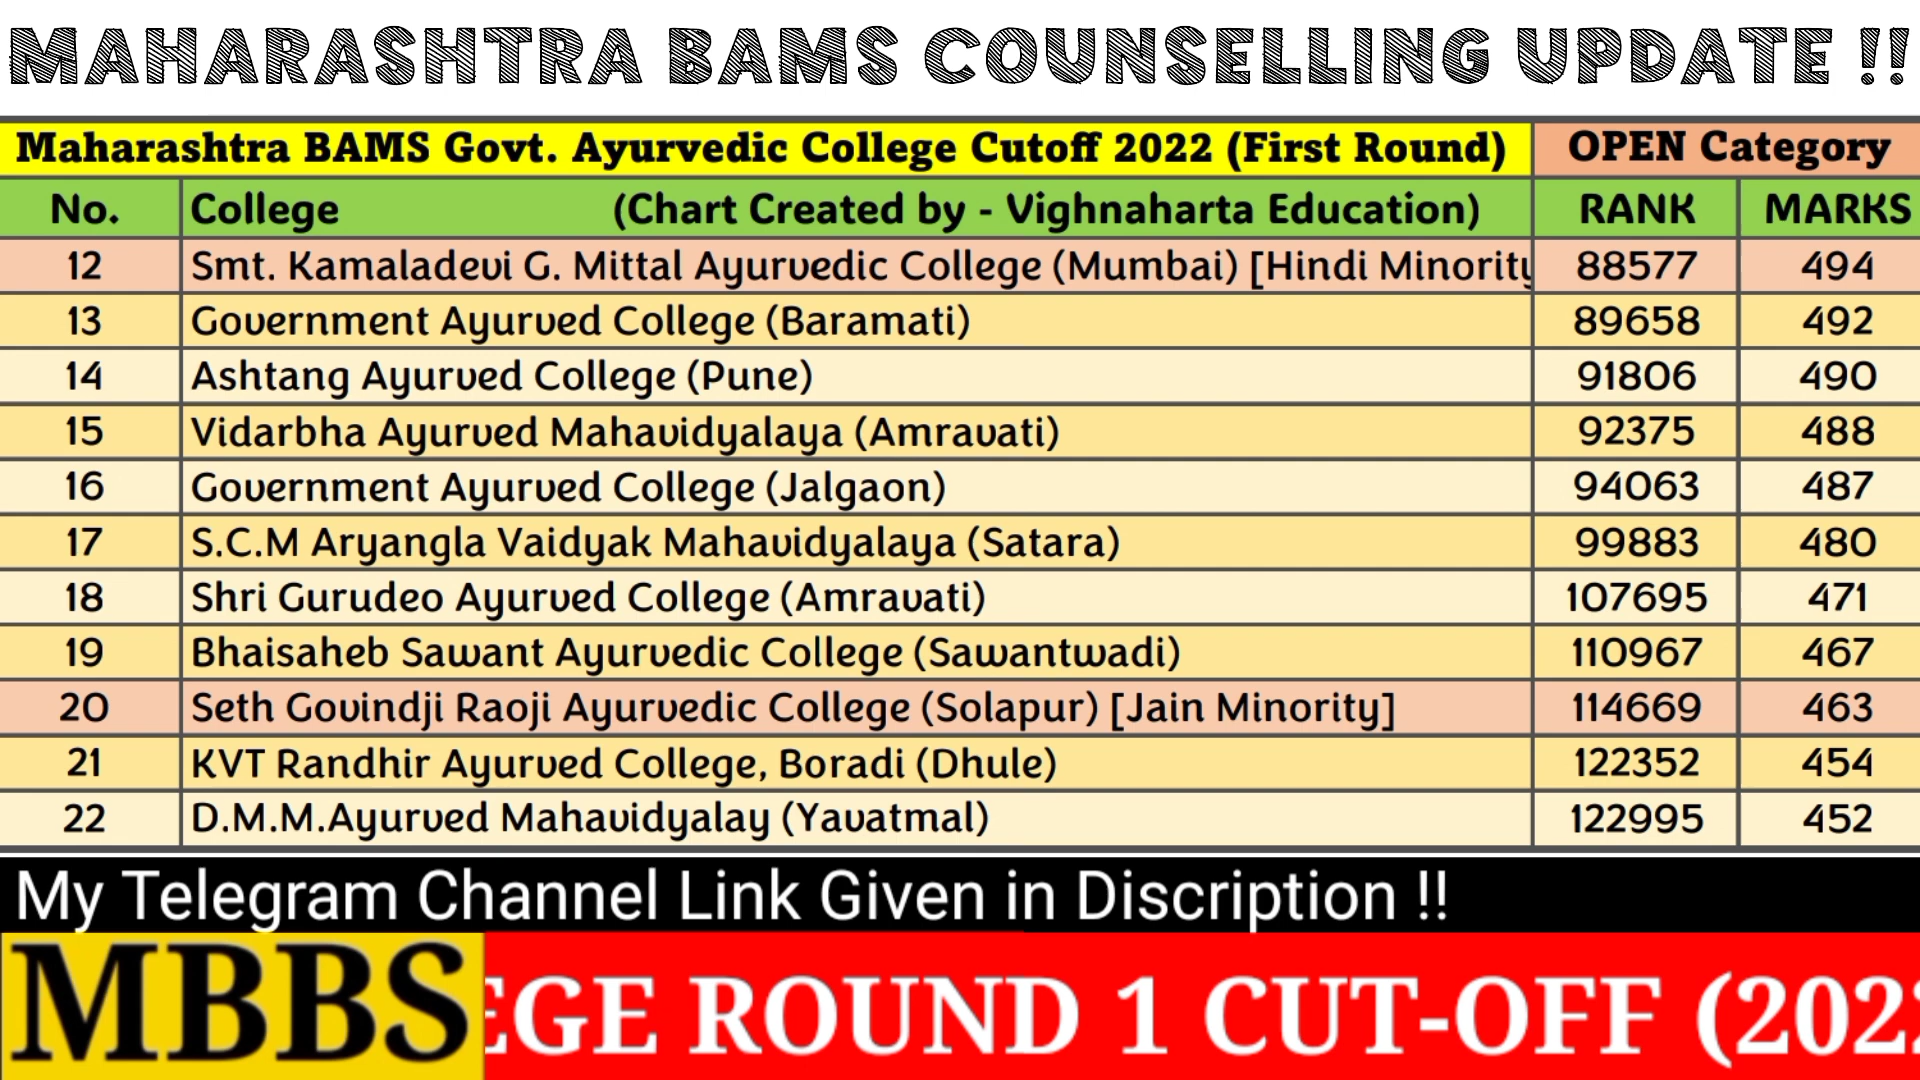 MAHARASHTRA BAMS COUNSELLING UPDATE !!
Maharashtra BAMS Govt. Ayurvedic College Cutoff 2022 (First Round) OPEN Category
No. College (Chart Created by - Vighnaharta Education) RANK MARKS
12 Smt. Kamaladevi G. Mittal Ayurvedic College (Mumbai) [Hindi Minority 88577 494
13 Government Ayurved College (Baramati) 89658 492
14 Ashtang Ayurved College (Pune) 91806 490
15 Vidarbha Ayurved Mahavidyalaya (Amravati) 92375 488
16 Government Ayurved College (Jalgaon) 94063 487
17 S.C.M Aryangla Vaidyak Mahavidyalaya (Satara) 99883 480
18 Shri Gurudeo Ayurved College (Amravati) 107695 471
19 Bhaisaheb Sawant Ayurvedic College (Sawantwadi) 110967 467
20 Seth Govindji Raoji Ayurvedic College (Solapur) [Jain Minority] 114669 463
21 KVT Randhir Ayurved College, Boradi (Dhule) 122352 454
22 D.M.M.Ayurved Mahavidyalay (Yavatmal) 122995 452
My Telegram Channel Link Given in Discription !!
MBBS EGE ROUND 1 CUT-OFF (2022